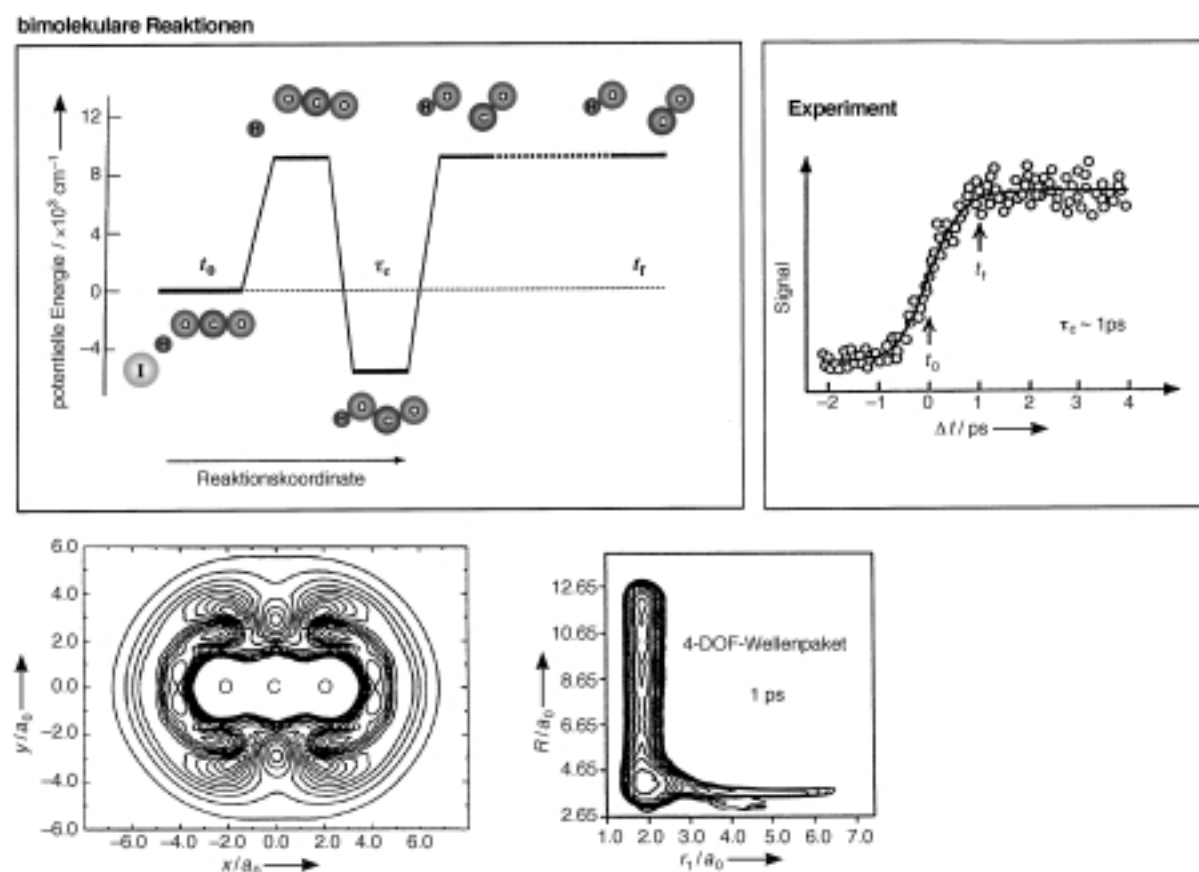 bimolekulare Reaktionen
potentielle Energie / ×10³ cm⁻¹
12
8
4
0
−4
t₀
τ_c
t_f
H
O
C
O
H
O
C
O
H
O
C
O
I
H
O
C
O
H
O
C
O
Reaktionskoordinate
Experiment
Signal
t_f
t₀
τ_c ~ 1ps
−2 −1 0 1 2 3 4
Δt / ps
6.0
4.0
2.0
0.0
−2.0
−4.0
−6.0
y/a₀
O C O
−6.0 −4.0 −2.0 0.0 2.0 4.0 6.0
x/a₀
12.65
10.65
8.65
6.65
4.65
2.65
R/a₀
4-DOF-Wellenpaket
1 ps
1.0 2.0 3.0 4.0 5.0 6.0 7.0
r₁/a₀